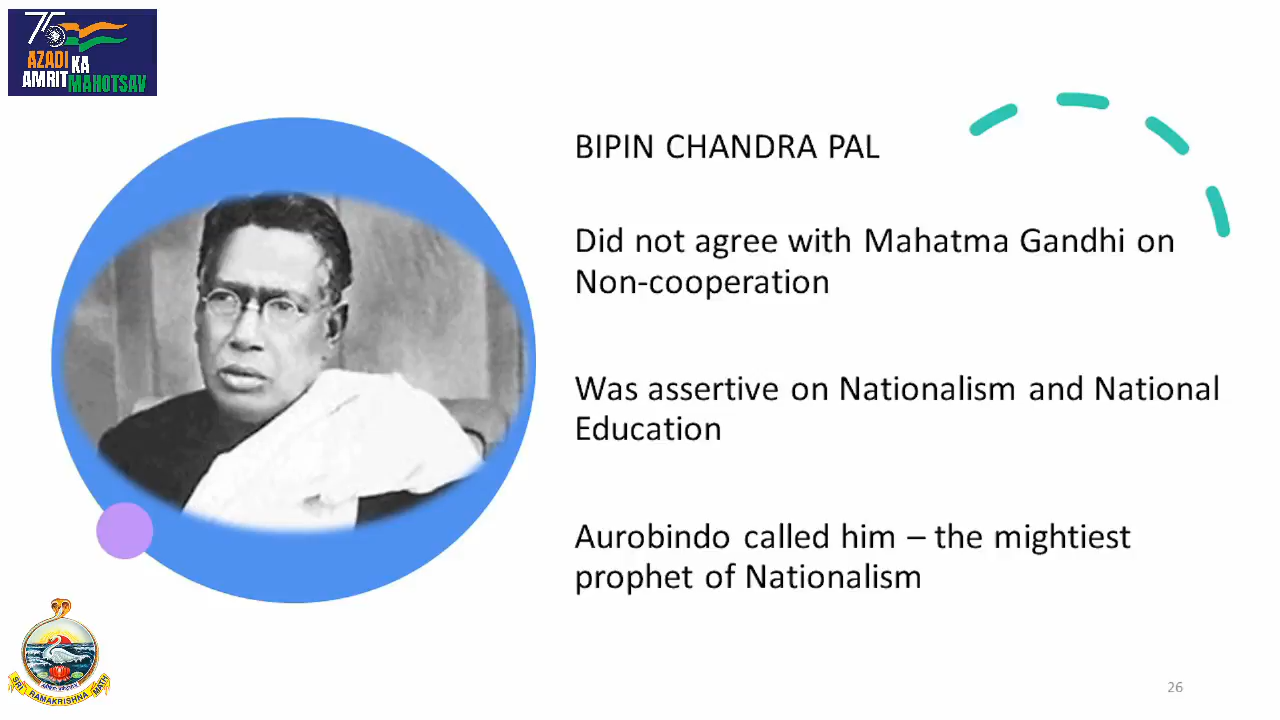 75
AZADI
KA
AMRIT
MAHOTSAV
BIPIN CHANDRA PAL
Did not agree with Mahatma Gandhi on
Non-cooperation
Was assertive on Nationalism and National
Education
Aurobindo called him – the mightiest
prophet of Nationalism
SRI RAMAKRISHNA MATH
26